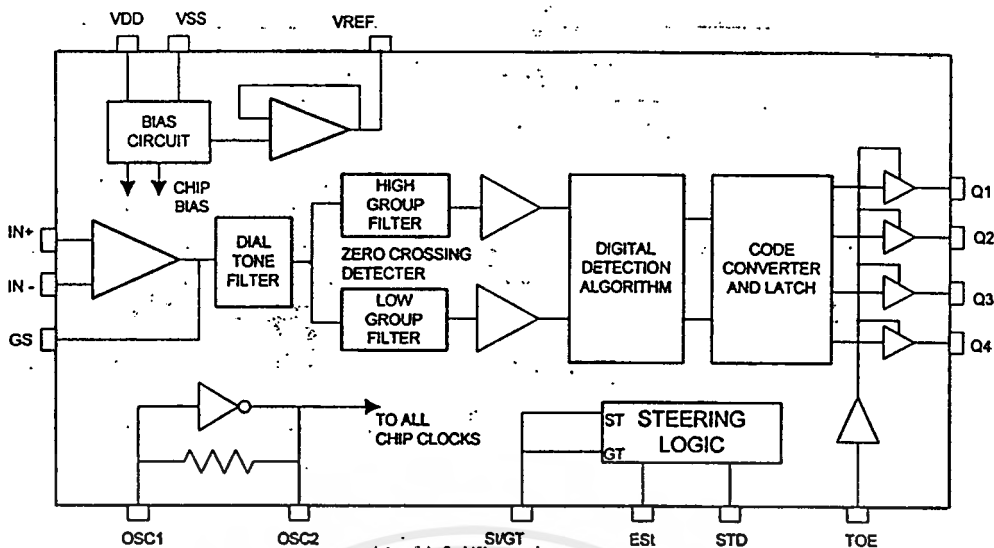 VDD VSS VREF
BIAS
CIRCUIT
CHIP
BIAS
IN+
IN -
GS
DIAL
TONE
FILTER
HIGH
GROUP
FILTER
ZERO CROSSING
DETECTER
LOW
GROUP
FILTER
DIGITAL
DETECTION
ALGORITHM
CODE
CONVERTER
AND LATCH
Q1
Q2
Q3
Q4
TO ALL
CHIP CLOCKS
ST
GT
STEERING
LOGIC
OSC1 OSC2 SI/GT ESt STD TOE